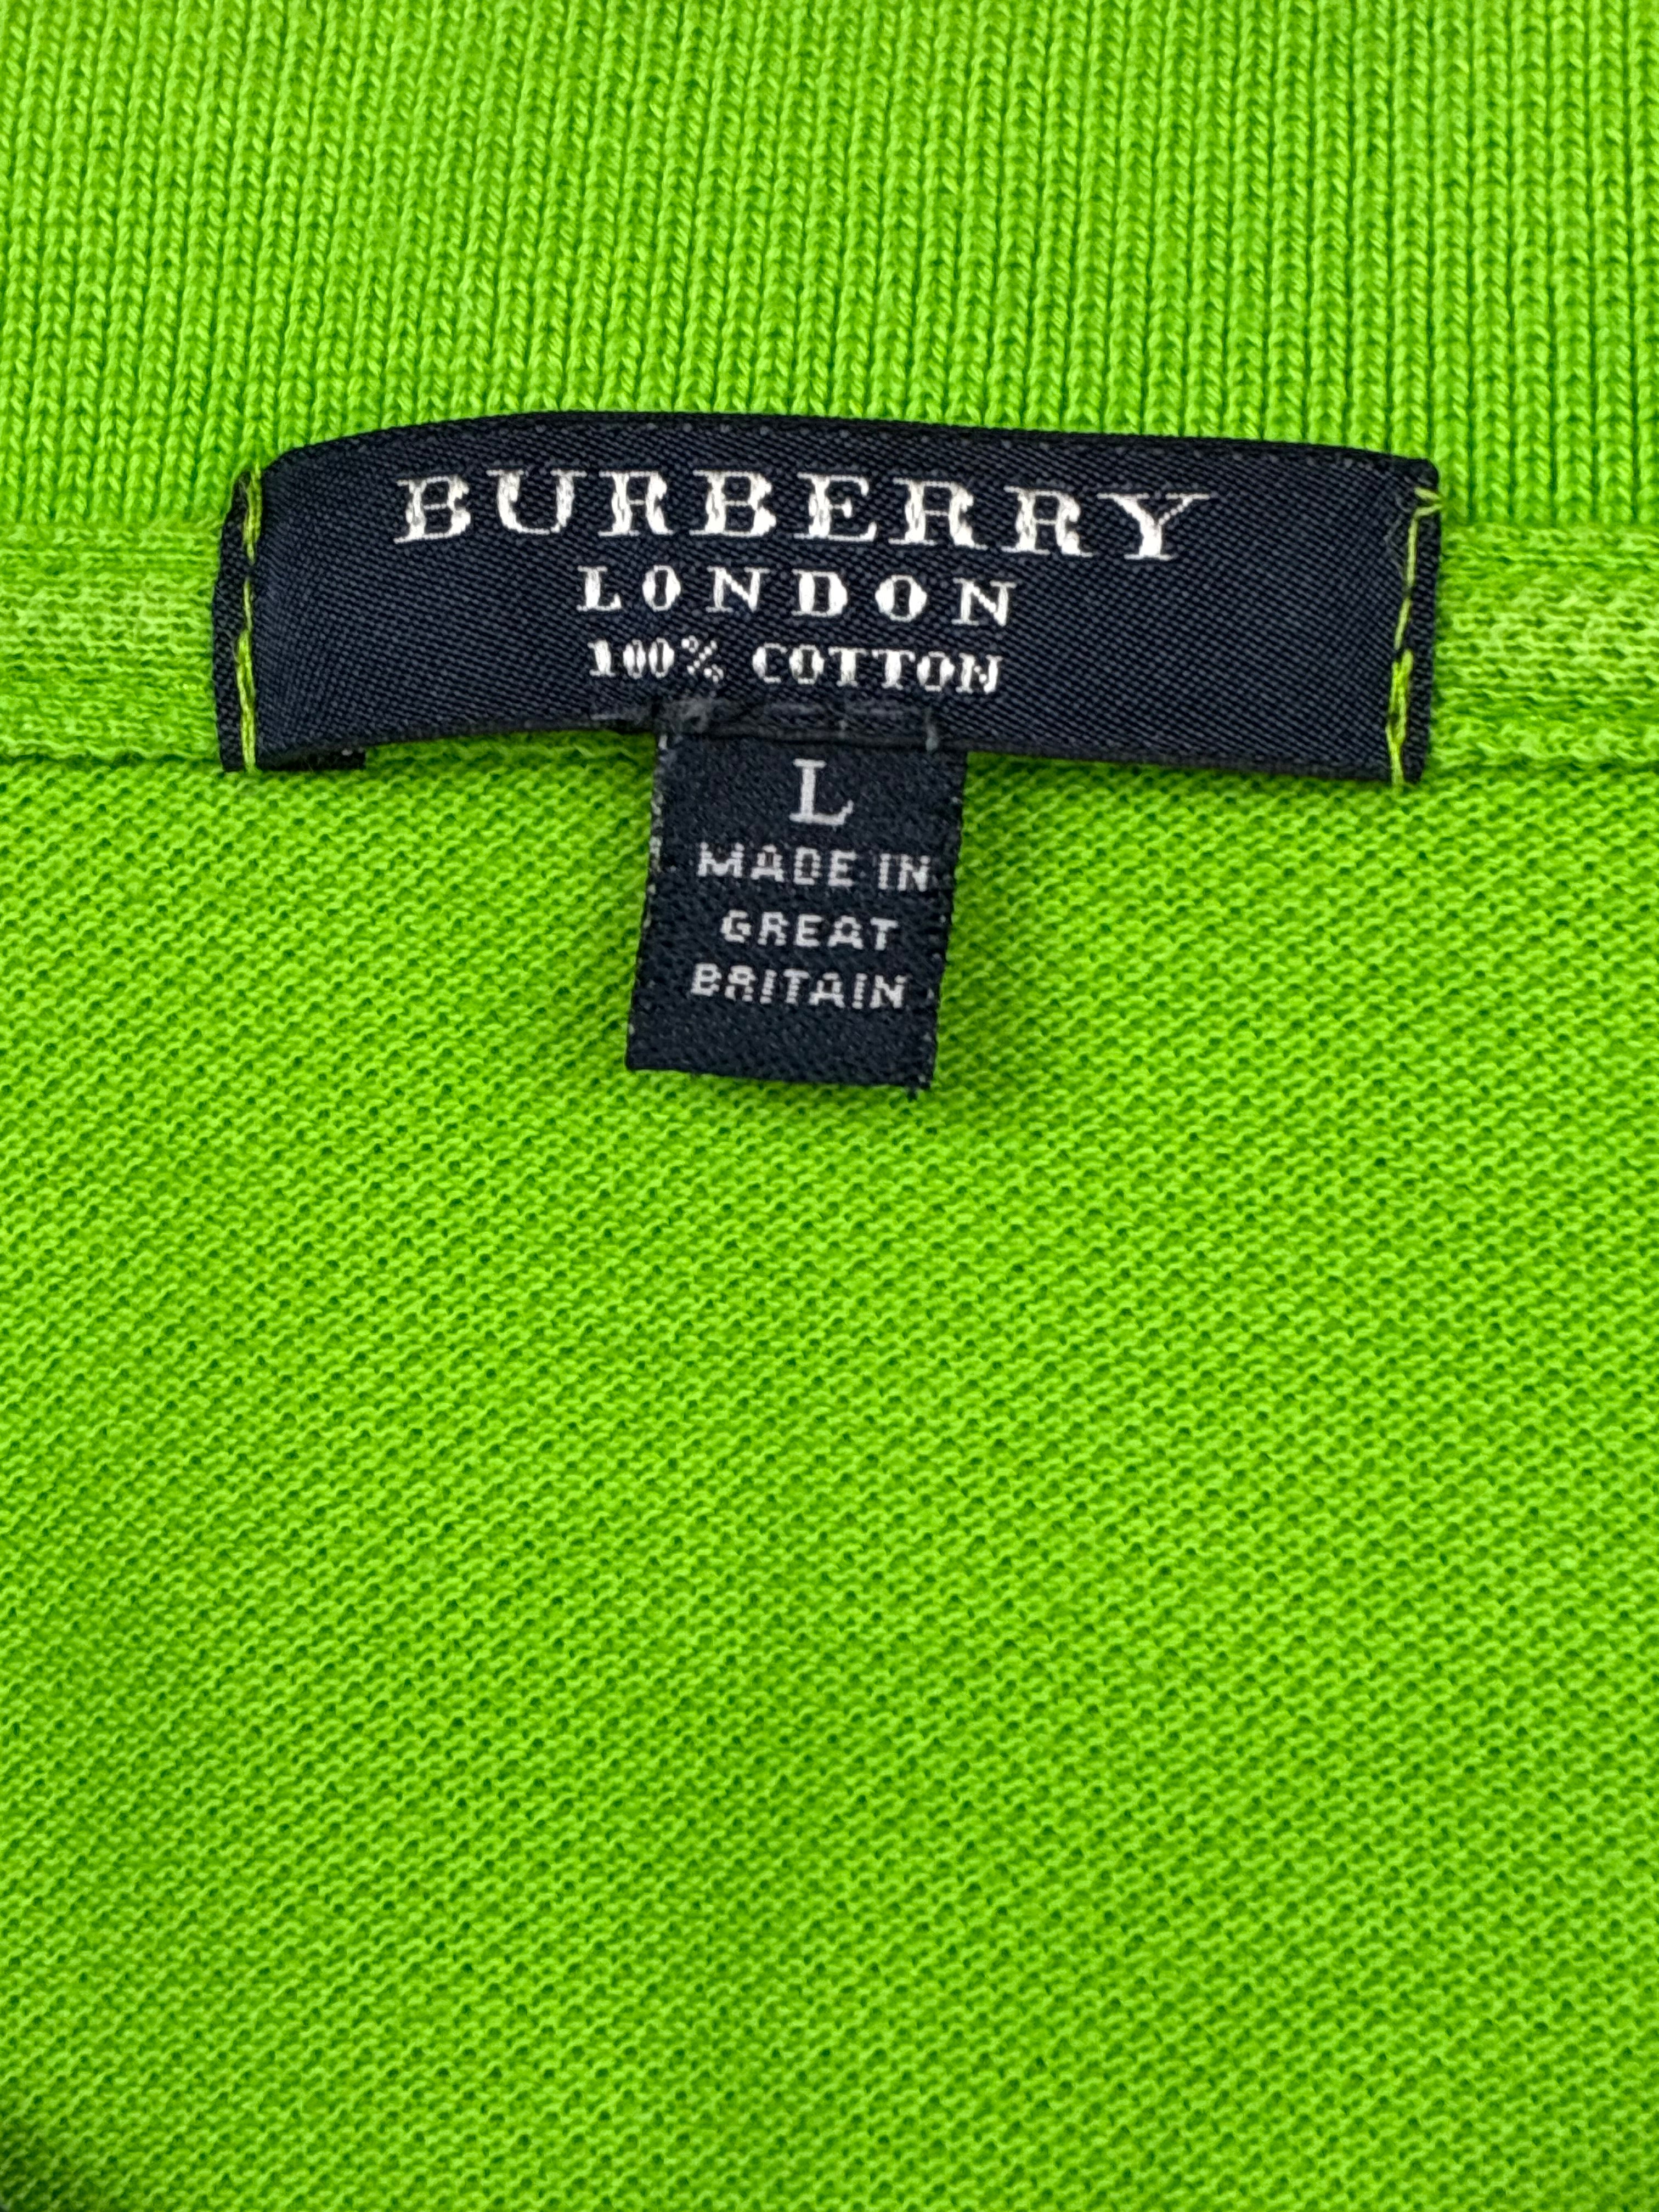 BURBERRY
LONDON
100% COTTON
L
MADE IN
GREAT
BRITAIN